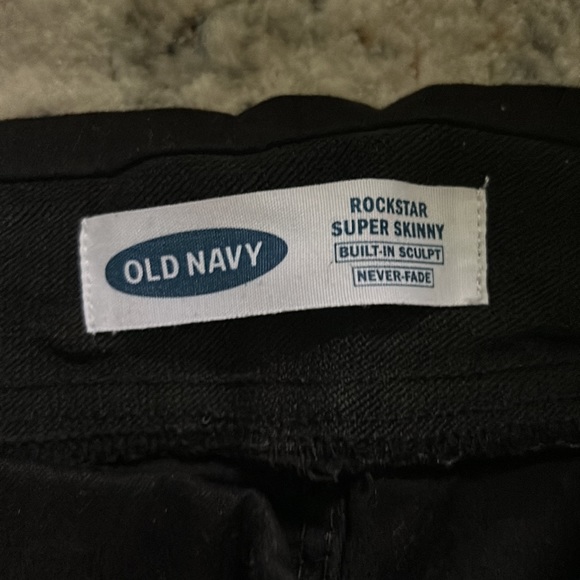 OLD NAVY
ROCKSTAR
SUPER SKINNY
BUILT-IN SCULPT
NEVER-FADE